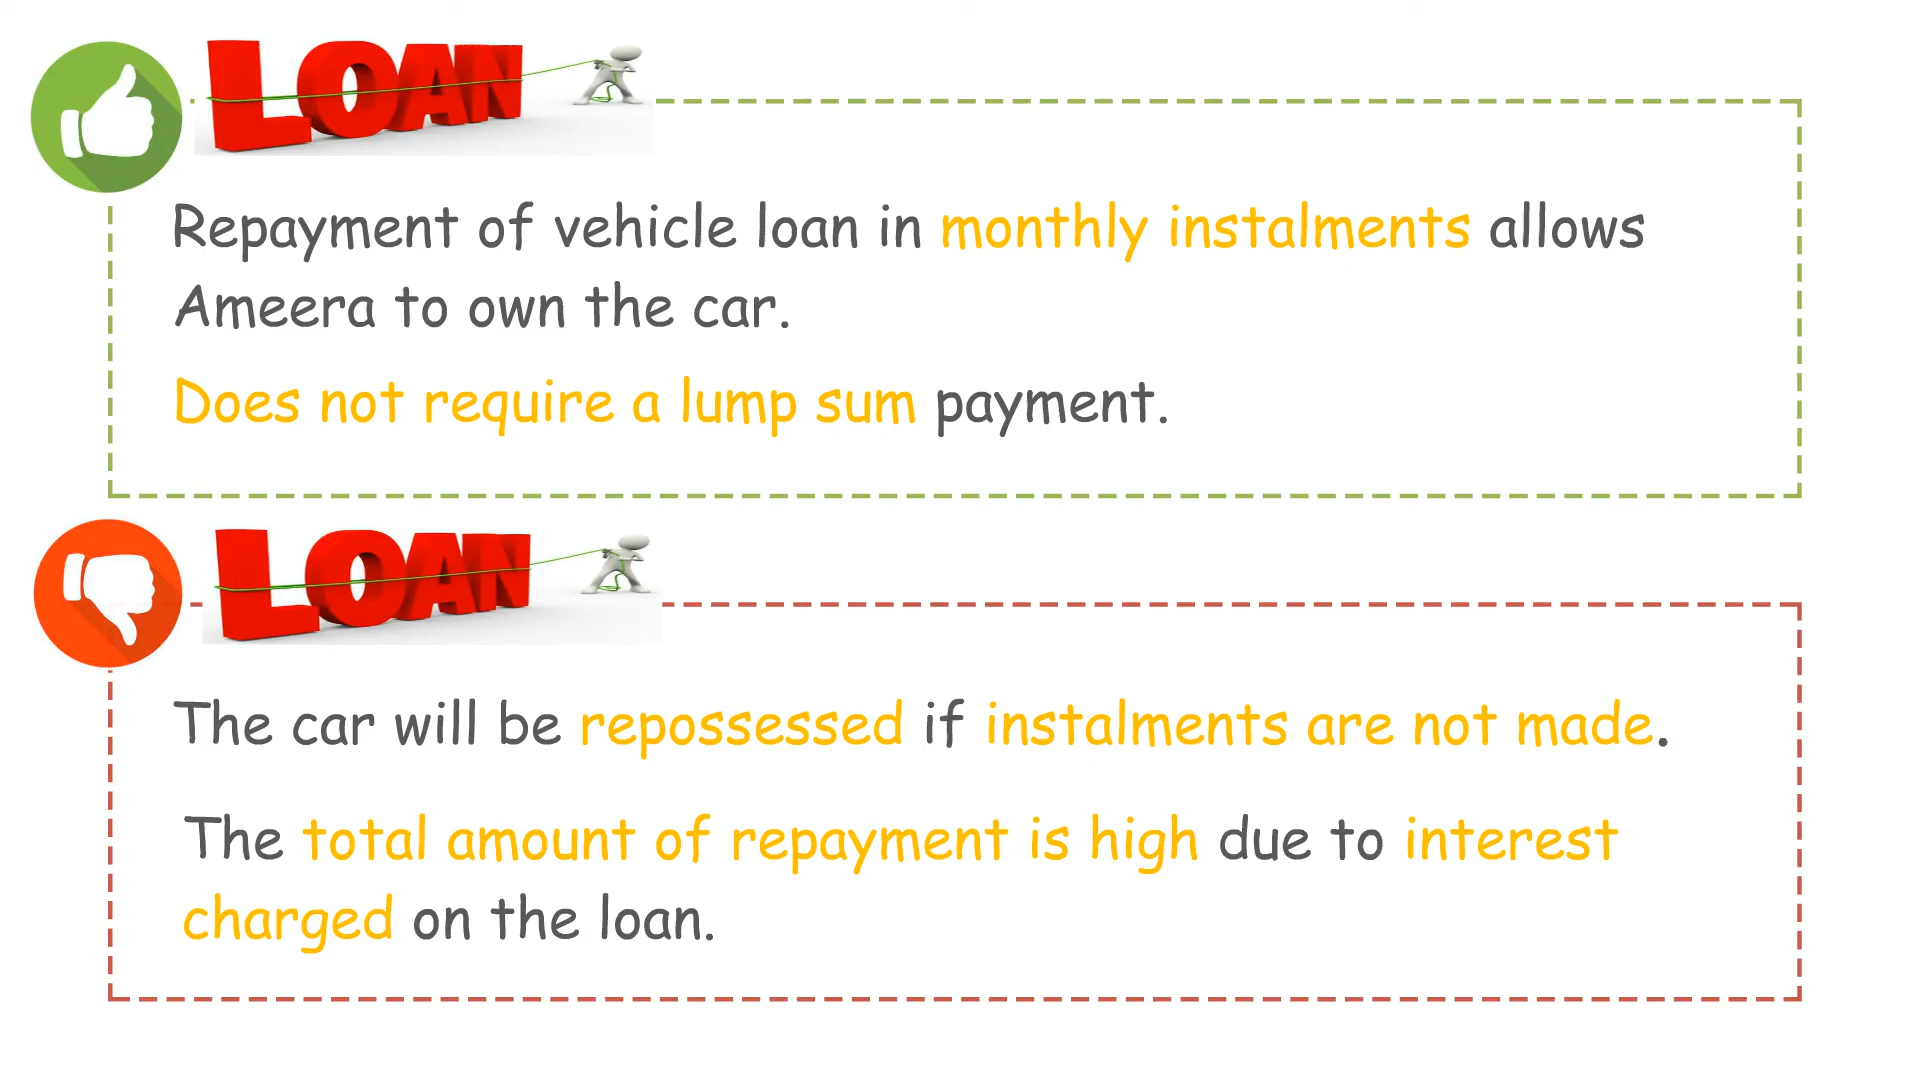 LOAN
Repayment of vehicle loan in monthly instalments allows
Ameera to own the car.
Does not require a lump sum payment.
LOAN
The car will be repossessed if instalments are not made.
The total amount of repayment is high due to interest
charged on the loan.